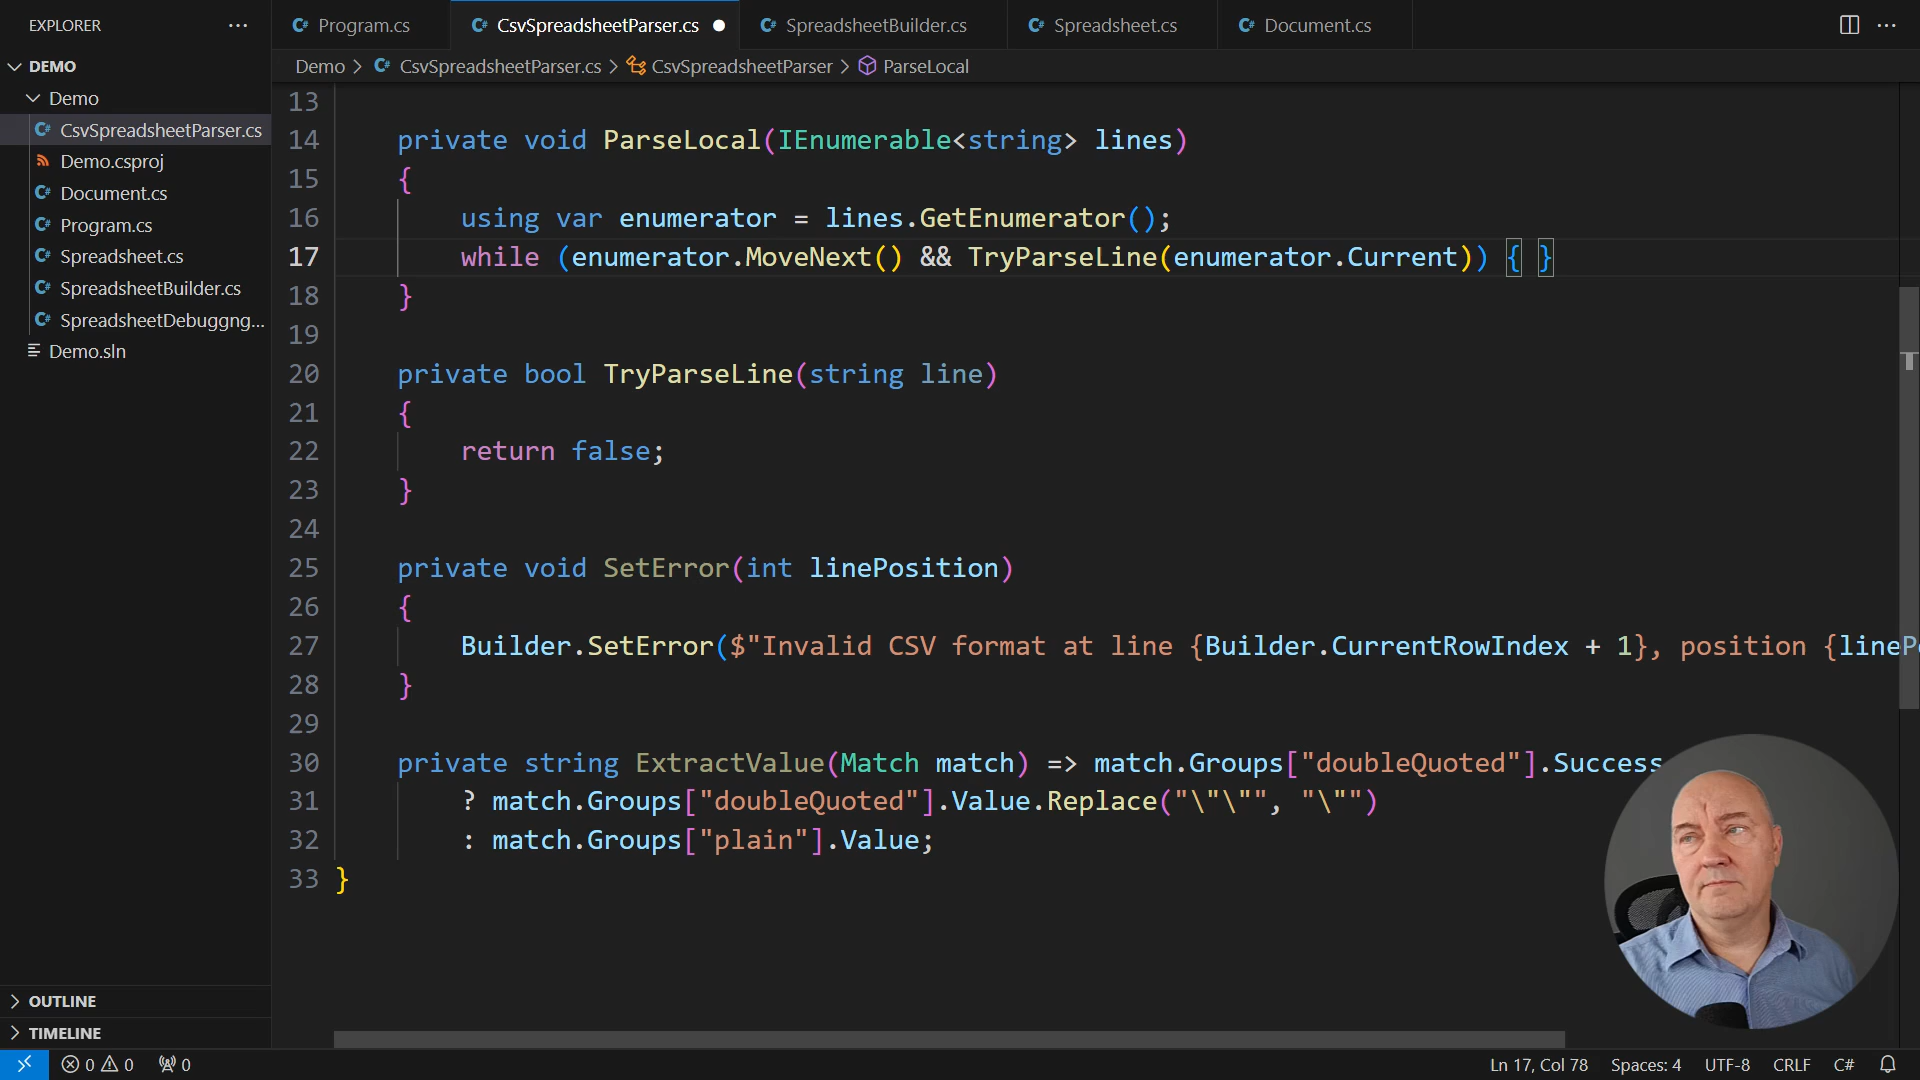 EXPLORER
Program.cs
CsvSpreadsheetParser.cs
SpreadsheetBuilder.cs
Spreadsheet.cs
Document.cs
Demo > CsvSpreadsheetParser.cs > CsvSpreadsheetParser > ParseLocal
DEMO
Demo
CsvSpreadsheetParser.cs
Demo.csproj
Document.cs
Program.cs
Spreadsheet.cs
SpreadsheetBuilder.cs
SpreadsheetDebuggng...
Demo.sln
OUTLINE
TIMELINE
13
14 private void ParseLocal(IEnumerable<string> lines)
15 {
16 using var enumerator = lines.GetEnumerator();
17 while (enumerator.MoveNext() && TryParseLine(enumerator.Current)) { }
18 }
19
20 private bool TryParseLine(string line)
21 {
22 return false;
23 }
24
25 private void SetError(int linePosition)
26 {
27 Builder.SetError($"Invalid CSV format at line {Builder.CurrentRowIndex + 1}, position {lineP
28 }
29
30 private string ExtractValue(Match match) => match.Groups["doubleQuoted"].Success
31 ? match.Groups["doubleQuoted"].Value.Replace("\"\"", "\"")
32 : match.Groups["plain"].Value;
33 }
0 0 0
Ln 17, Col 78 Spaces: 4 UTF-8 CRLF C#